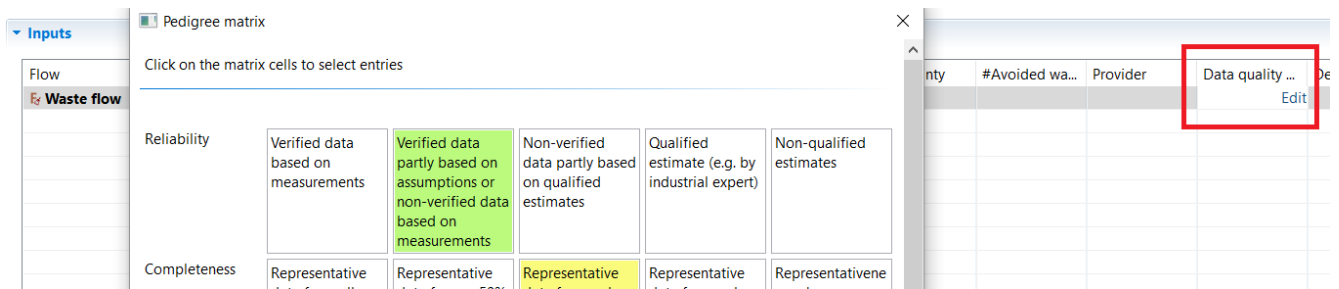 Pedigree matrix
Inputs
Click on the matrix cells to select entries
Flow
nty
#Avoided wa...
Provider
Data quality ...
De
Waste flow
Edit
Reliability
Verified data
based on
measurements
Verified data
partly based on
assumptions or
non-verified data
based on
measurements
Non-verified
data partly based
on qualified
estimates
Qualified
estimate (e.g. by
industrial expert)
Non-qualified
estimates
Completeness
Representative
Representative
Representative
Representative
Representativene